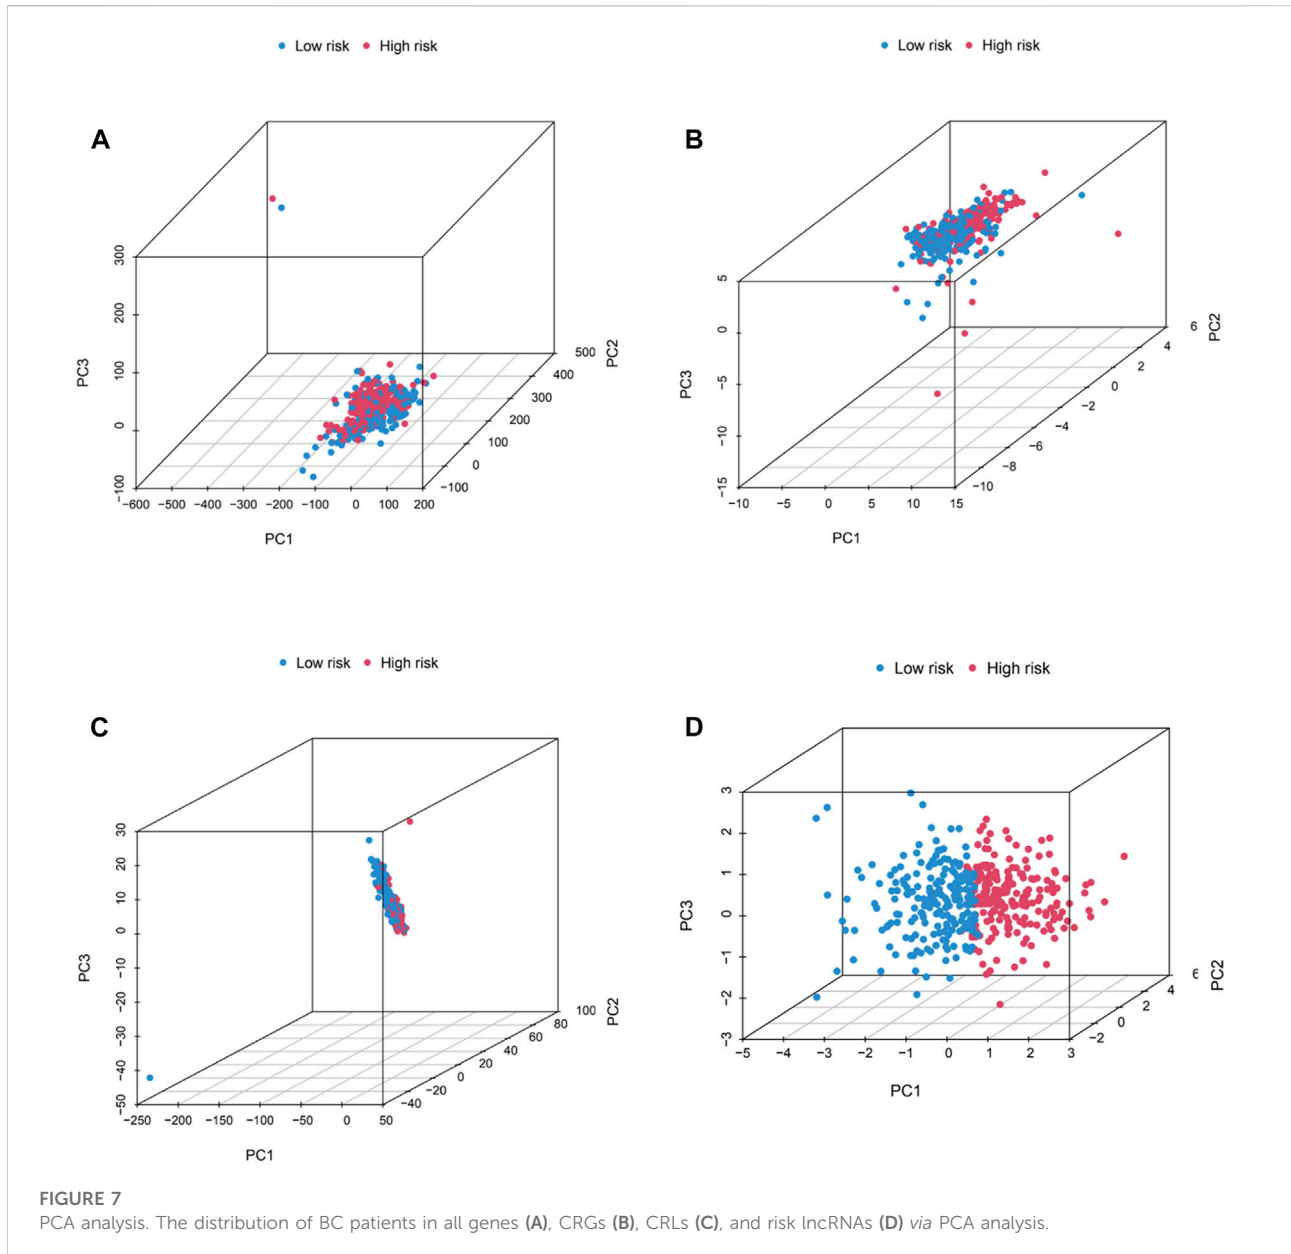 Low risk High risk
A
300
200
100
0
−100
PC3
−600 −500 −400 −300 −200 −100 0 100 200
PC1
−100 0 100 200 300 400 500
PC2
Low risk High risk
B
5
0
−5
−10
−15
PC3
−10 −5 0 5 10 15
PC1
−10 −8 −6 −4 −2 0 2 4 6
PC2
Low risk High risk
C
30
20
10
0
−10
−20
−30
−40
−50
PC3
−250 −200 −150 −100 −50 0 50
PC1
−40 −20 0 20 40 60 80 100
PC2
Low risk High risk
D
3
2
1
0
−1
−2
−3
PC3
−5 −4 −3 −2 −1 0 1 2 3
PC1
−2 0 2 4 6
PC2
FIGURE 7
PCA analysis. The distribution of BC patients in all genes (A), CRGs (B), CRLs (C), and risk lncRNAs (D) via PCA analysis.